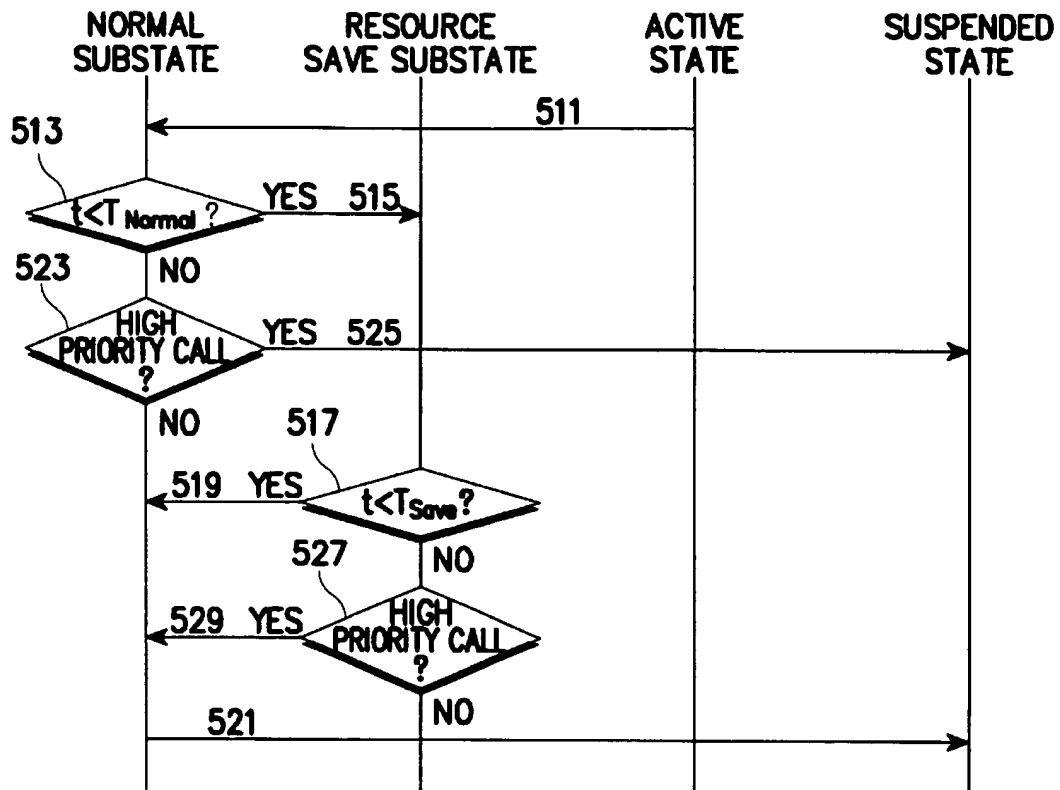 NORMAL
SUBSTATE
RESOURCE
SAVE SUBSTATE
ACTIVE
STATE
SUSPENDED
STATE
511
513
t<T Normal ?
YES 515
NO
523
HIGH
PRIORITY CALL
?
YES 525
NO
517
519 YES
t<TSave?
NO
527
529 YES
HIGH
PRIORITY CALL
?
NO
521